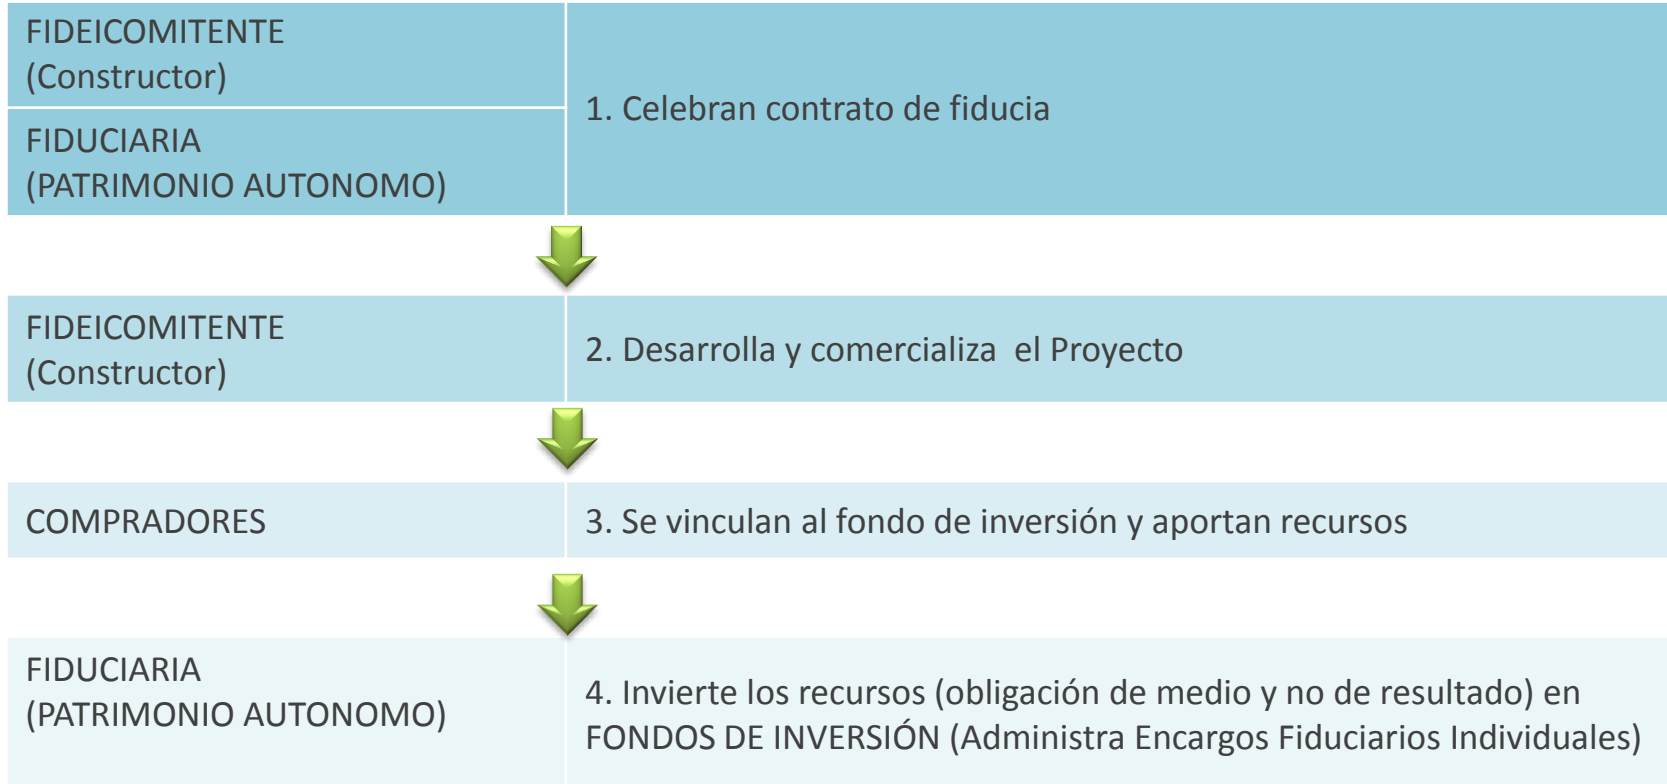 FIDEICOMITENTE
(Constructor)
FIDUCIARIA
(PATRIMONIO AUTONOMO)
1. Celebran contrato de fiducia
FIDEICOMITENTE
(Constructor)
2. Desarrolla y comercializa  el Proyecto
COMPRADORES
3. Se vinculan al fondo de inversión y aportan recursos
FIDUCIARIA
(PATRIMONIO AUTONOMO)
4. Invierte los recursos (obligación de medio y no de resultado) en
FONDOS DE INVERSIÓN (Administra Encargos Fiduciarios Individuales)